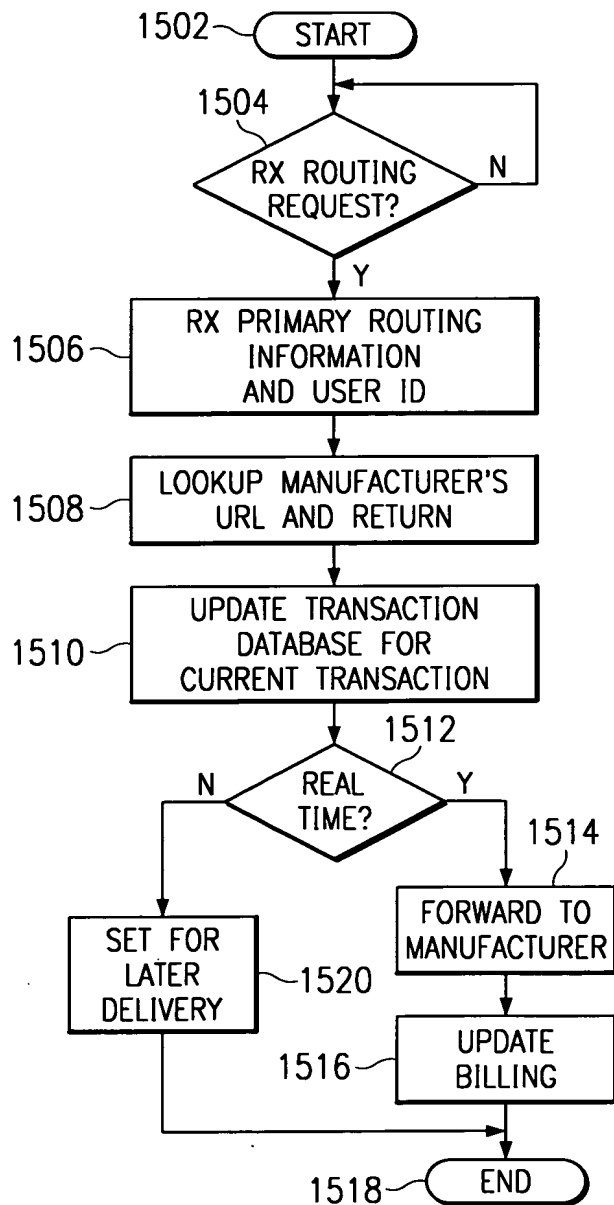 1502
START
1504
RX ROUTING
REQUEST?
N
Y
1506
RX PRIMARY ROUTING
INFORMATION
AND USER ID
1508
LOOKUP MANUFACTURER'S
URL AND RETURN
1510
UPDATE TRANSACTION
DATABASE FOR
CURRENT TRANSACTION
1512
N
REAL
TIME?
Y
1514
FORWARD TO
MANUFACTURER
SET FOR
LATER
DELIVERY
1520
1516
UPDATE
BILLING
1518
END